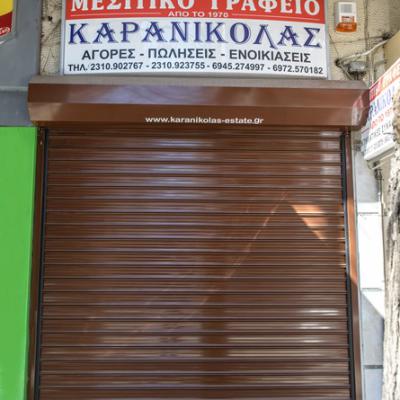 ΜΕΣΙΤΙΚΟ ΓΡΑΦΕΙΟ
ΑΠΟ ΤΟ 1970
ΚΑΡΑΝΙΚΟΛΑΣ
ΑΓΟΡΕΣ - ΠΩΛΗΣΕΙΣ - ΕΝΟΙΚΙΑΣΕΙΣ
ΤΗΛ. 2310.902767 - 2310.923755 - 6945.274997 - 6972.570182
www.karanikolas-estate.gr